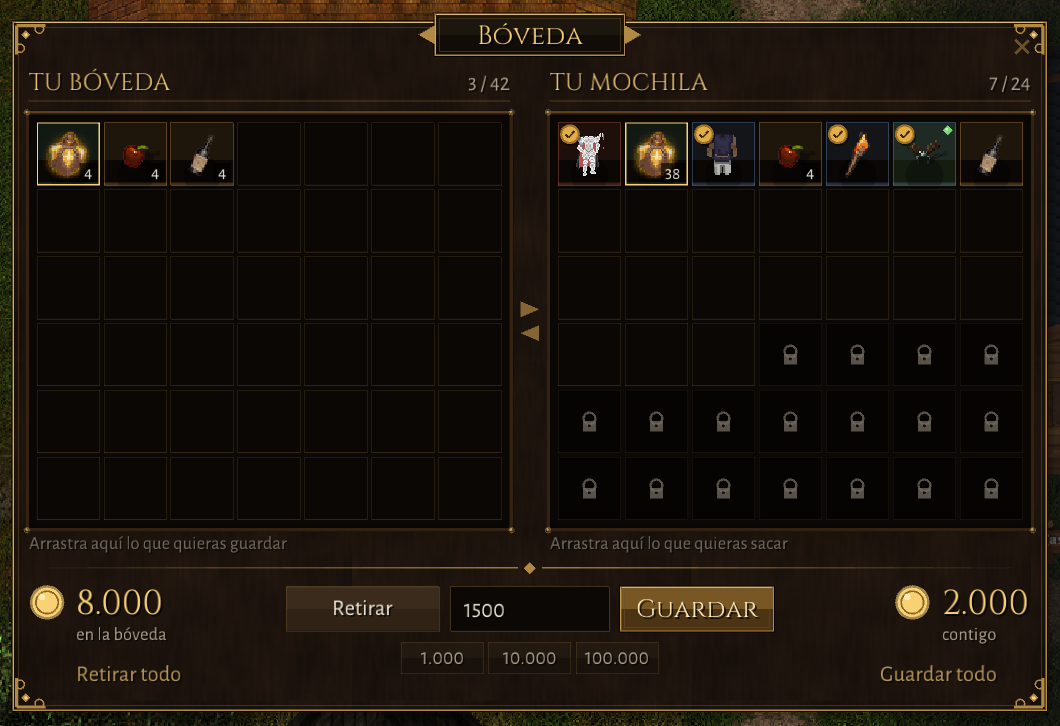 BÓVEDA
TU BÓVEDA
3 / 42
TU MOCHILA
7 / 24
4
4
4
38
4
Arrastra aquí lo que quieras guardar
Arrastra aquí lo que quieras sacar
8.000
en la bóveda
Retirar todo
Retirar
1500
GUARDAR
1.000
10.000
100.000
2.000
contigo
Guardar todo